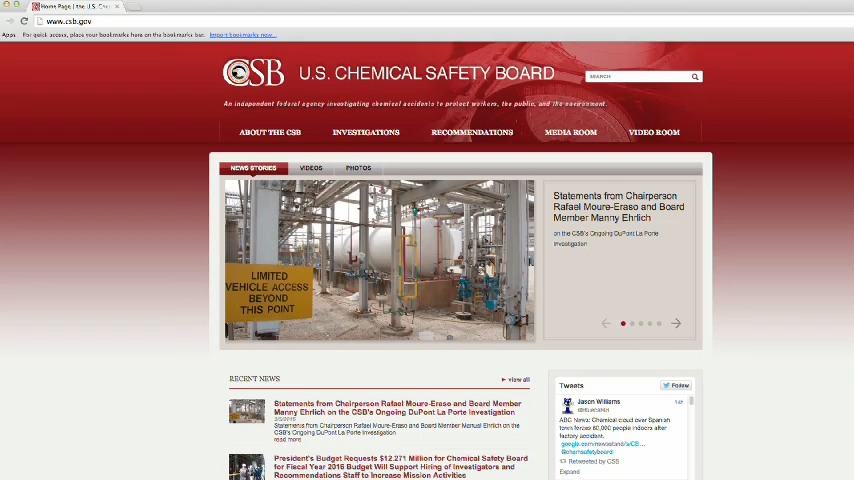 Home Page | the U.S. Chem
www.csb.gov
Apps For quick access, place your bookmarks here on the bookmarks bar. Import bookmarks now...
CSB U.S. CHEMICAL SAFETY BOARD
SEARCH
An independent federal agency investigating chemical accidents to protect workers, the public, and the environment.
ABOUT THE CSB INVESTIGATIONS RECOMMENDATIONS MEDIA ROOM VIDEO ROOM
NEWS STORIES VIDEOS PHOTOS
LIMITED
VEHICLE ACCESS
BEYOND
THIS POINT
Statements from Chairperson
Rafael Moure-Eraso and Board
Member Manny Ehrlich
on the CSB's Ongoing DuPont La Porte
Investigation
RECENT NEWS view all
Statements from Chairperson Rafael Moure-Eraso and Board Member
Manny Ehrlich on the CSB's Ongoing DuPont La Porte Investigation
Statements from Chairperson Rafael Moure-Eraso and Board Member Manuel Ehrlich on the
CSB's Ongoing DuPont La Porte Investigation
read more
President's Budget Requests $12.271 Million for Chemical Safety Board
for Fiscal Year 2016 Budget Will Support Hiring of Investigators and
Recommendations Staff to Increase Mission Activities
Tweets Follow
Jason Williams 14h
ABC News: Chemical cloud over Spanish
town forces 60,000 people indoors after
factory accident.
google.com/newsstand/s/CB...
@chemsafetyboard
Retweeted by CSB
Expand